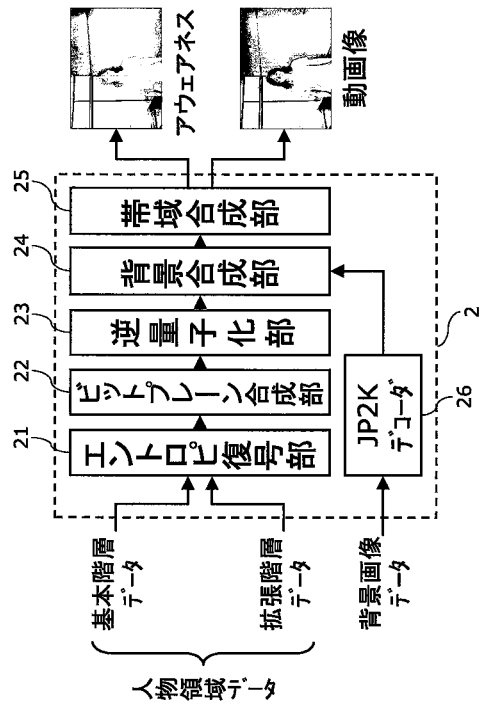 人物領域データ
基本階層
データ
拡張階層
データ
背景画像
データ
21
エントロピ復号部
22
ビットプレーン合成部
23
逆量子化部
24
背景合成部
25
帯域合成部
JP2K
デコーダ
26
2
アウェアネス
動画像